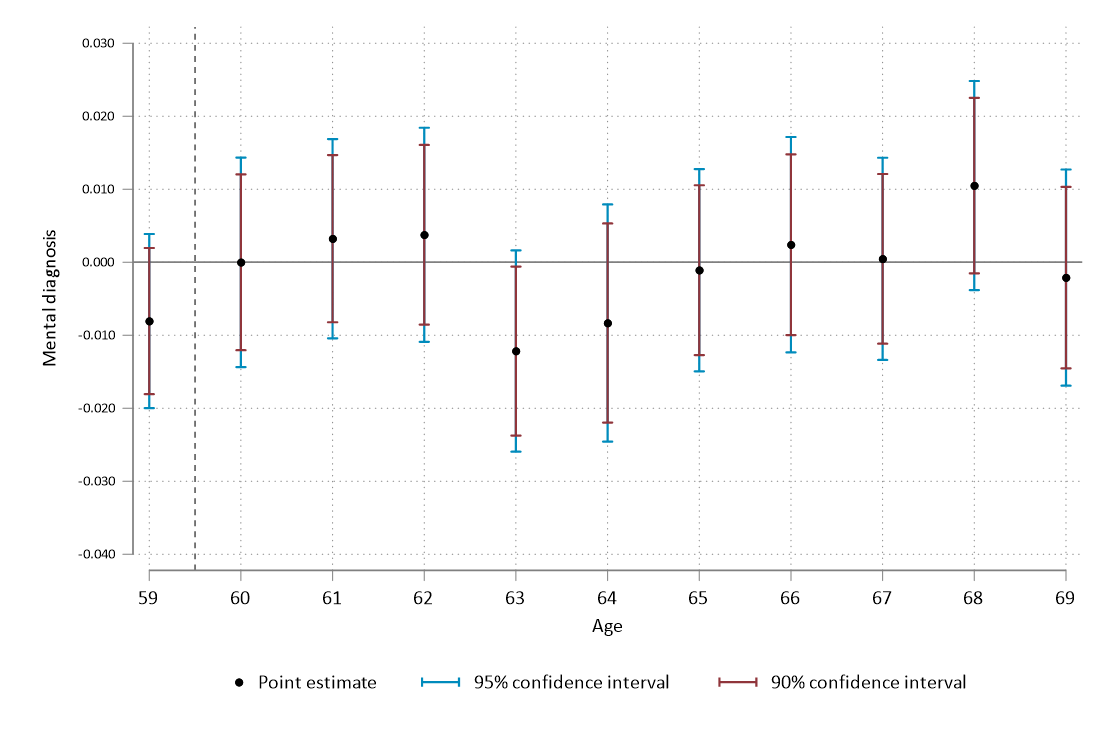 0.030
0.020
0.010
0.000
-0.010
-0.020
-0.030
-0.040
Mental diagnosis
59 60 61 62 63 64 65 66 67 68 69
Age
Point estimate 95% confidence interval 90% confidence interval